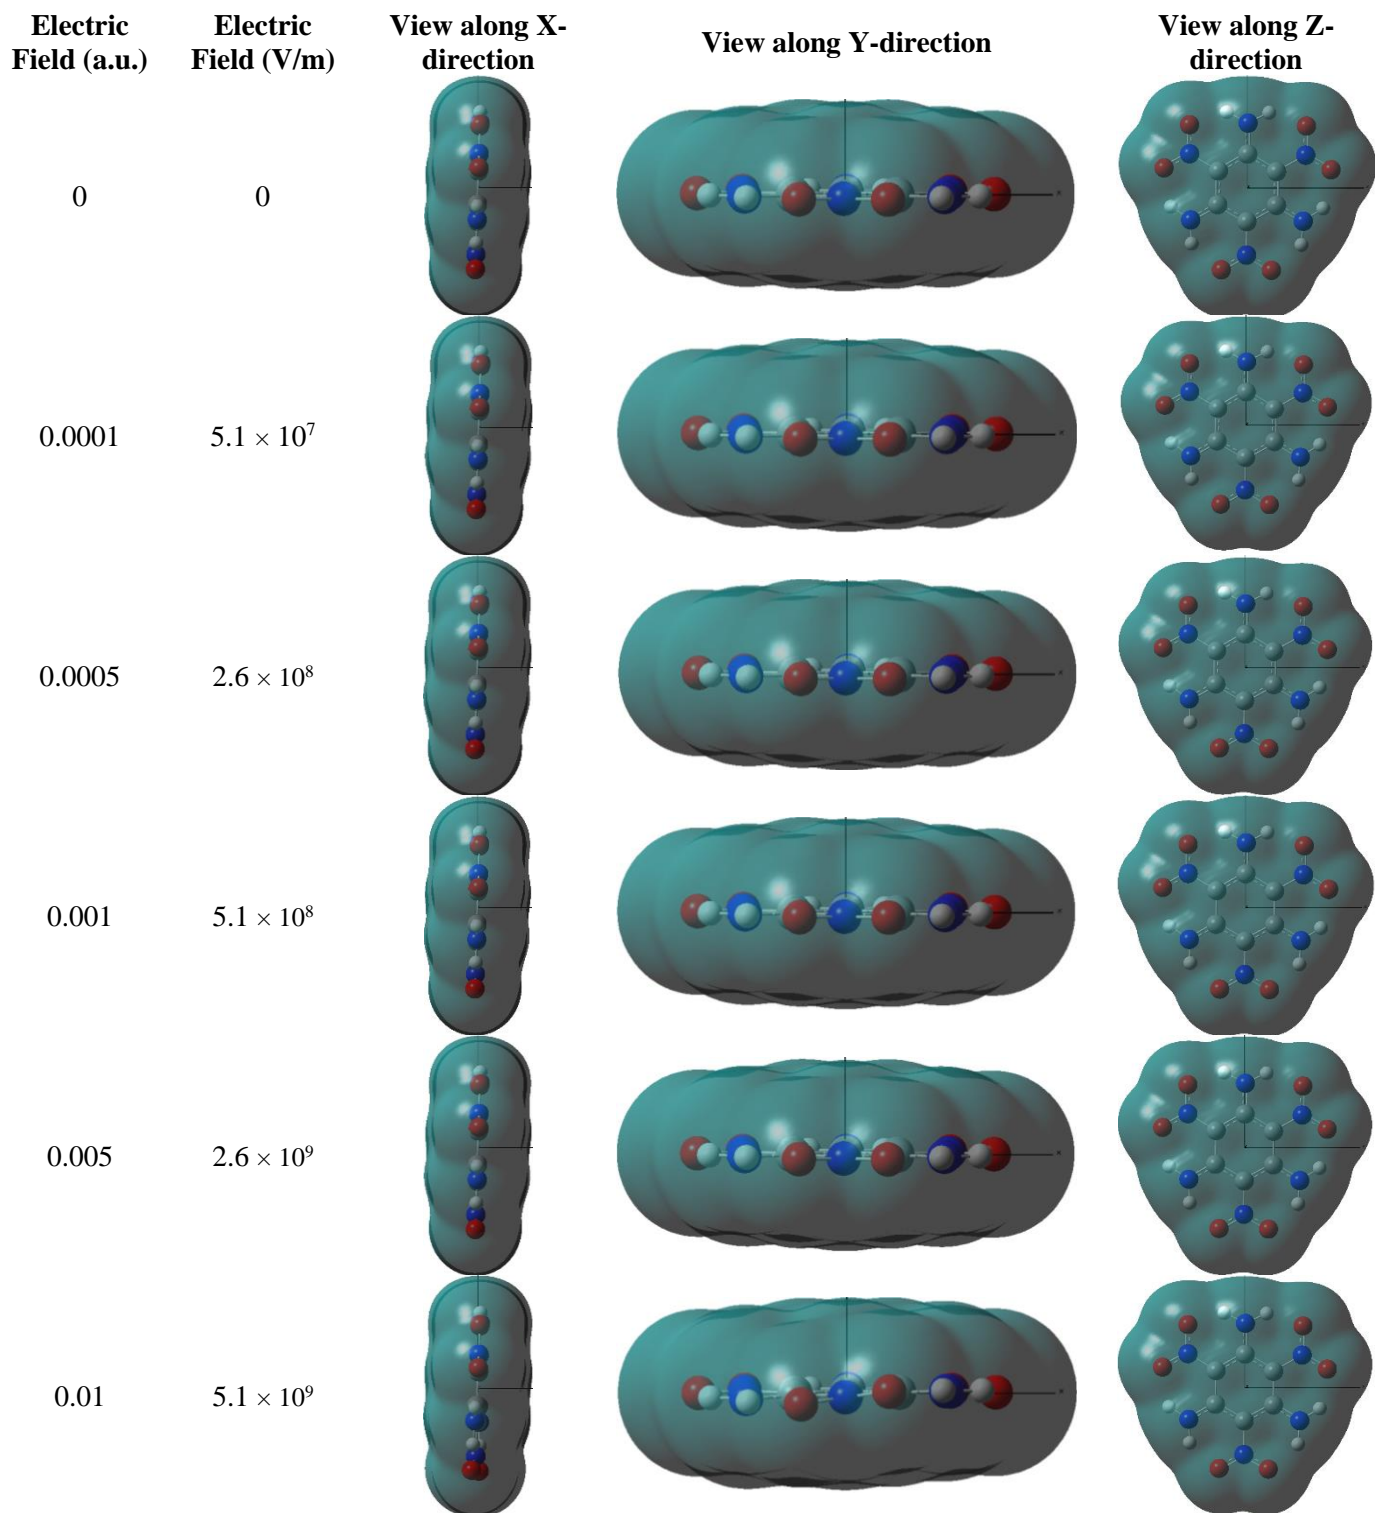 Electric Field (a.u.) Electric Field (V/m) View along X-direction View along Y-direction View along Z-direction
0 0
0.0001 5.1 × 10⁷
0.0005 2.6 × 10⁸
0.001 5.1 × 10⁸
0.005 2.6 × 10⁹
0.01 5.1 × 10⁹